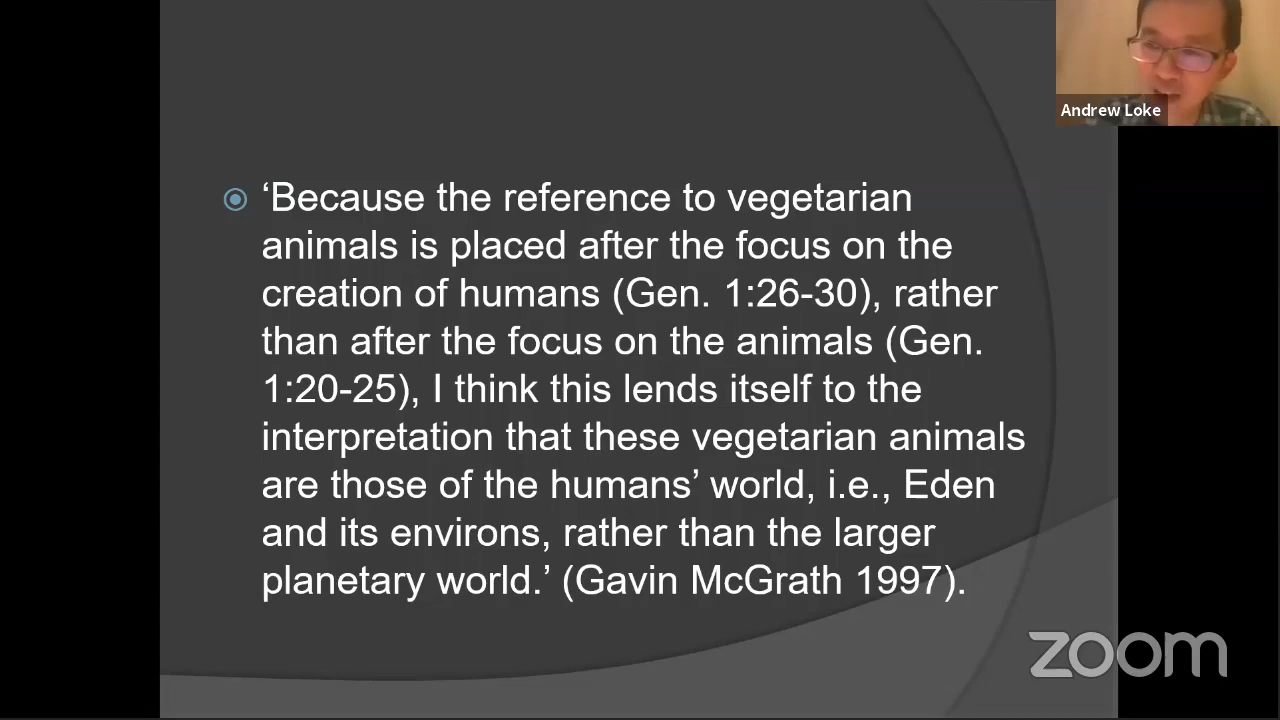 Andrew Loke
‘Because the reference to vegetarian
animals is placed after the focus on the
creation of humans (Gen. 1:26-30), rather
than after the focus on the animals (Gen.
1:20-25), I think this lends itself to the
interpretation that these vegetarian animals
are those of the humans’ world, i.e., Eden
and its environs, rather than the larger
planetary world.’ (Gavin McGrath 1997).
zoom